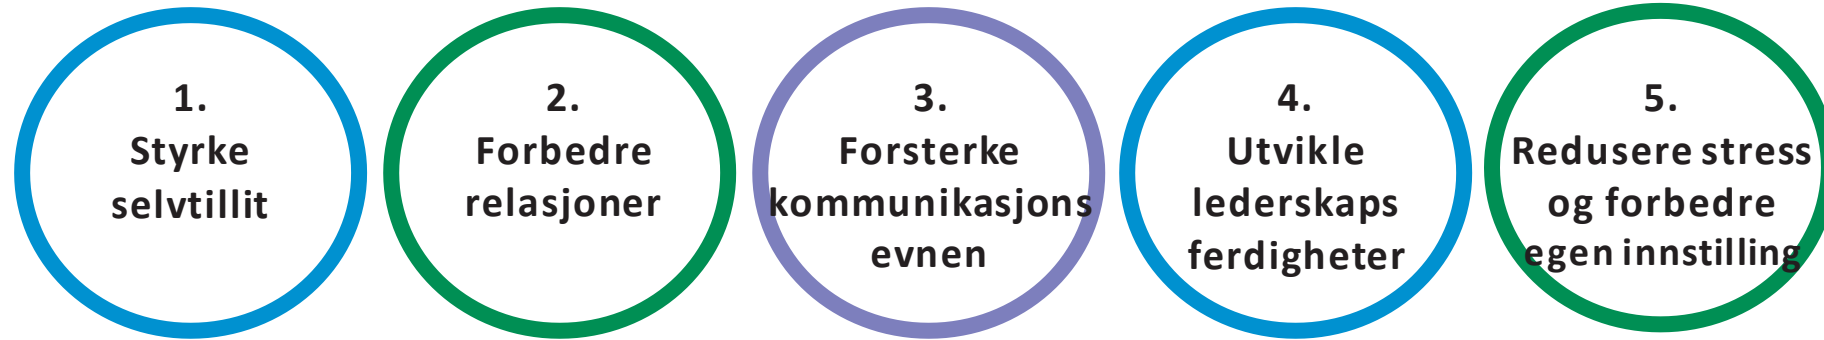 1.
Styrke
selvtillit
2.
Forbedre
relasjoner
3.
Forsterke
kommunikasjons
evnen
4.
Utvikle
lederskaps
ferdigheter
5.
Redusere stress
og forbedre
egen innstilling